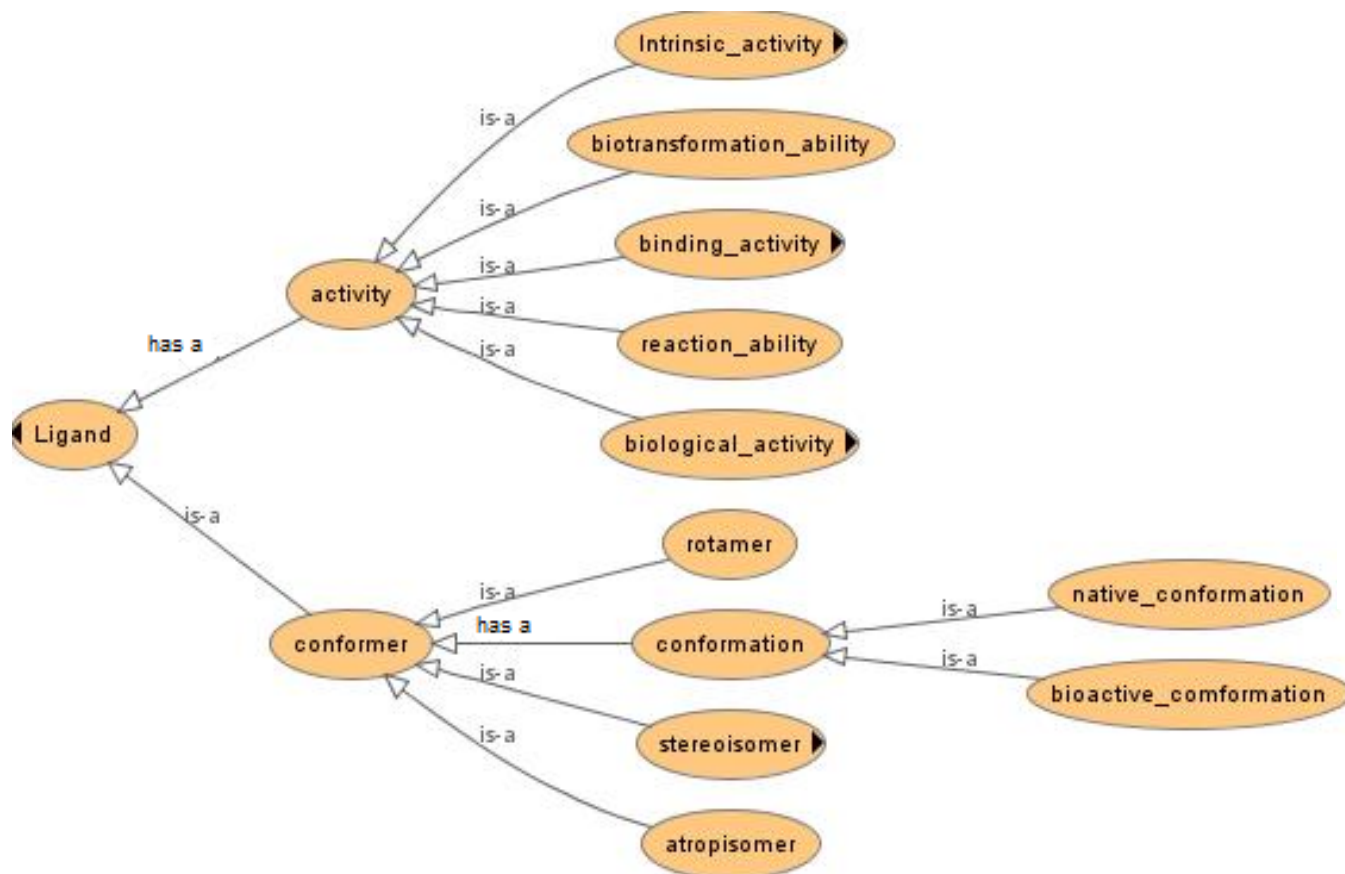 Intrinsic_activity
is-a
biotransformation_ability
is-a
binding_activity
is-a
activity
is-a
reaction_ability
has a
is-a
Ligand
biological_activity
is-a
rotamer
is-a
native_conformation
is-a
has a
conformer
conformation
is-a
is-a
bioactive_comformation
is-a
stereoisomer
atropisomer